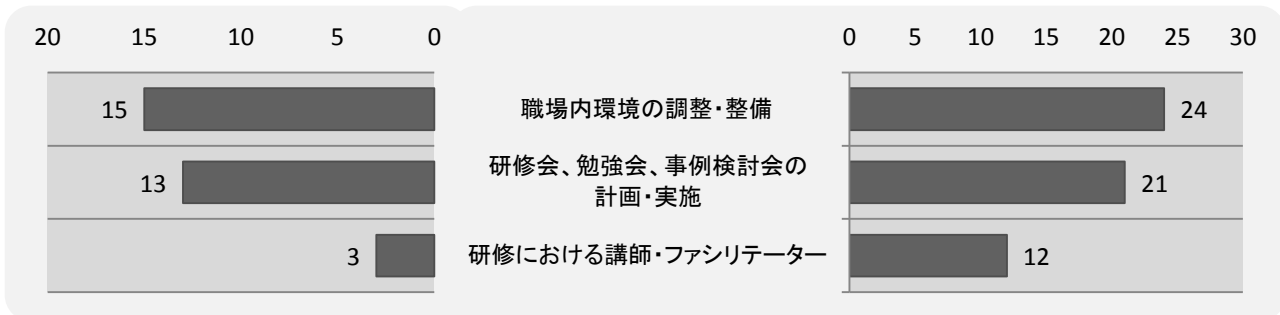 20 15 10 5 0
0 5 10 15 20 25 30
15 職場内環境の調整・整備 24
13 研修会、勉強会、事例検討会の
計画・実施 21
3 研修における講師・ファシリテーター 12